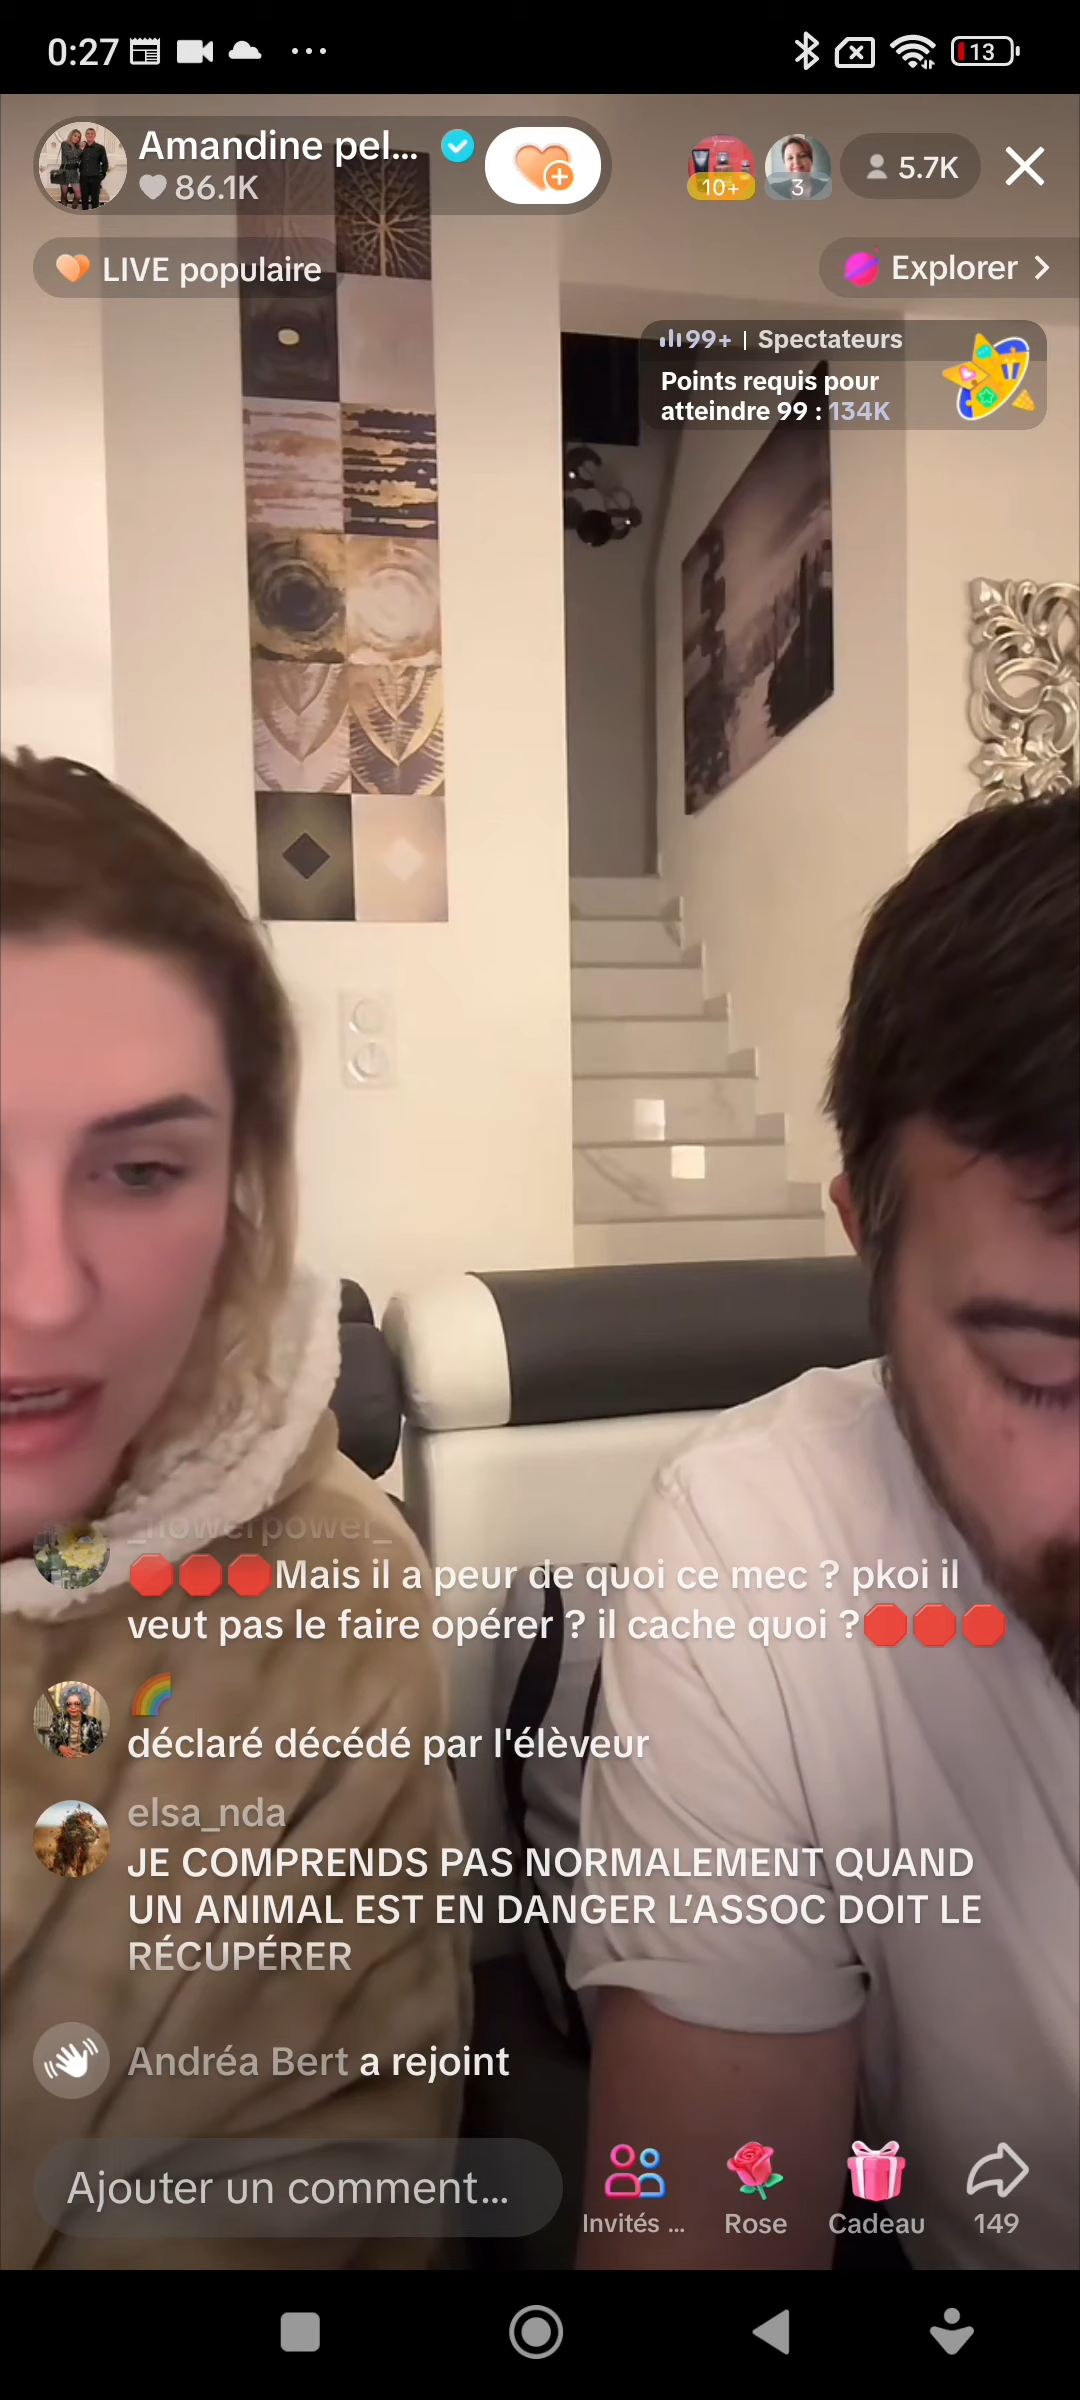 0:27
13
Amandine pel...
86.1K
10+
3
5.7K
LIVE populaire
Explorer
99+ | Spectateurs
Points requis pour
atteindre 99 : 134K
_flowerpower_
🛑🛑🛑Mais il a peur de quoi ce mec ? pkoi il
veut pas le faire opérer ? il cache quoi ?🛑🛑🛑
🌈
déclaré décédé par l'élèveur
elsa_nda
JE COMPRENDS PAS NORMALEMENT QUAND
UN ANIMAL EST EN DANGER L’ASSOC DOIT LE
RÉCUPÉRER
Andréa Bert a rejoint
Ajouter un comment...
Invités ...
Rose
Cadeau
149